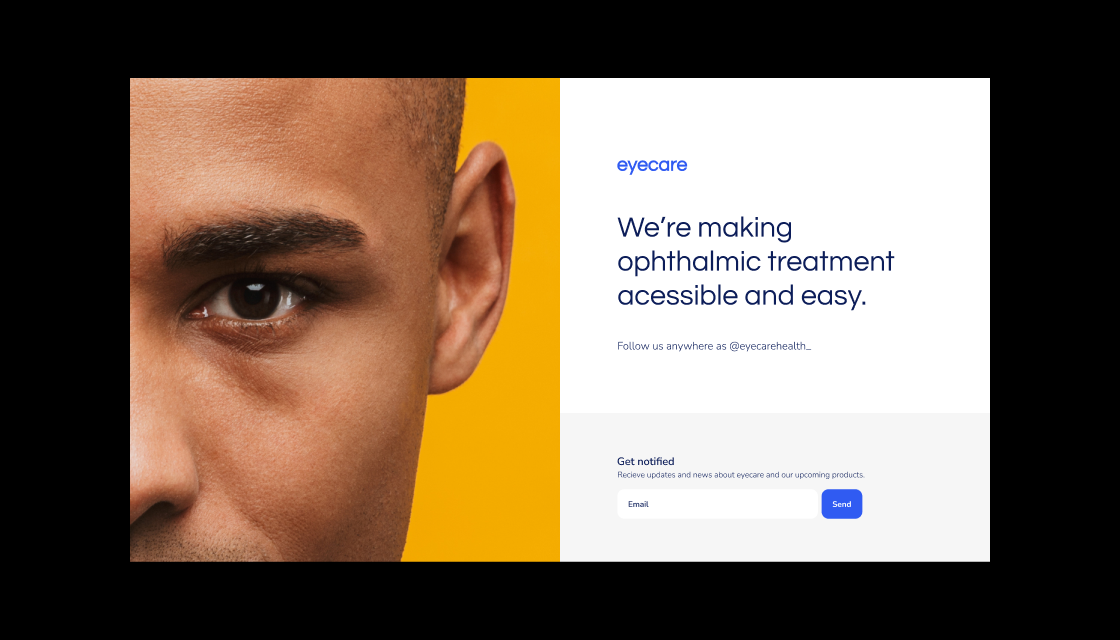 eyecare
We’re making
ophthalmic treatment
acessible and easy.
Follow us anywhere as @eyecarehealth_
Get notified
Recieve updates and news about eyecare and our upcoming products.
Email
Send